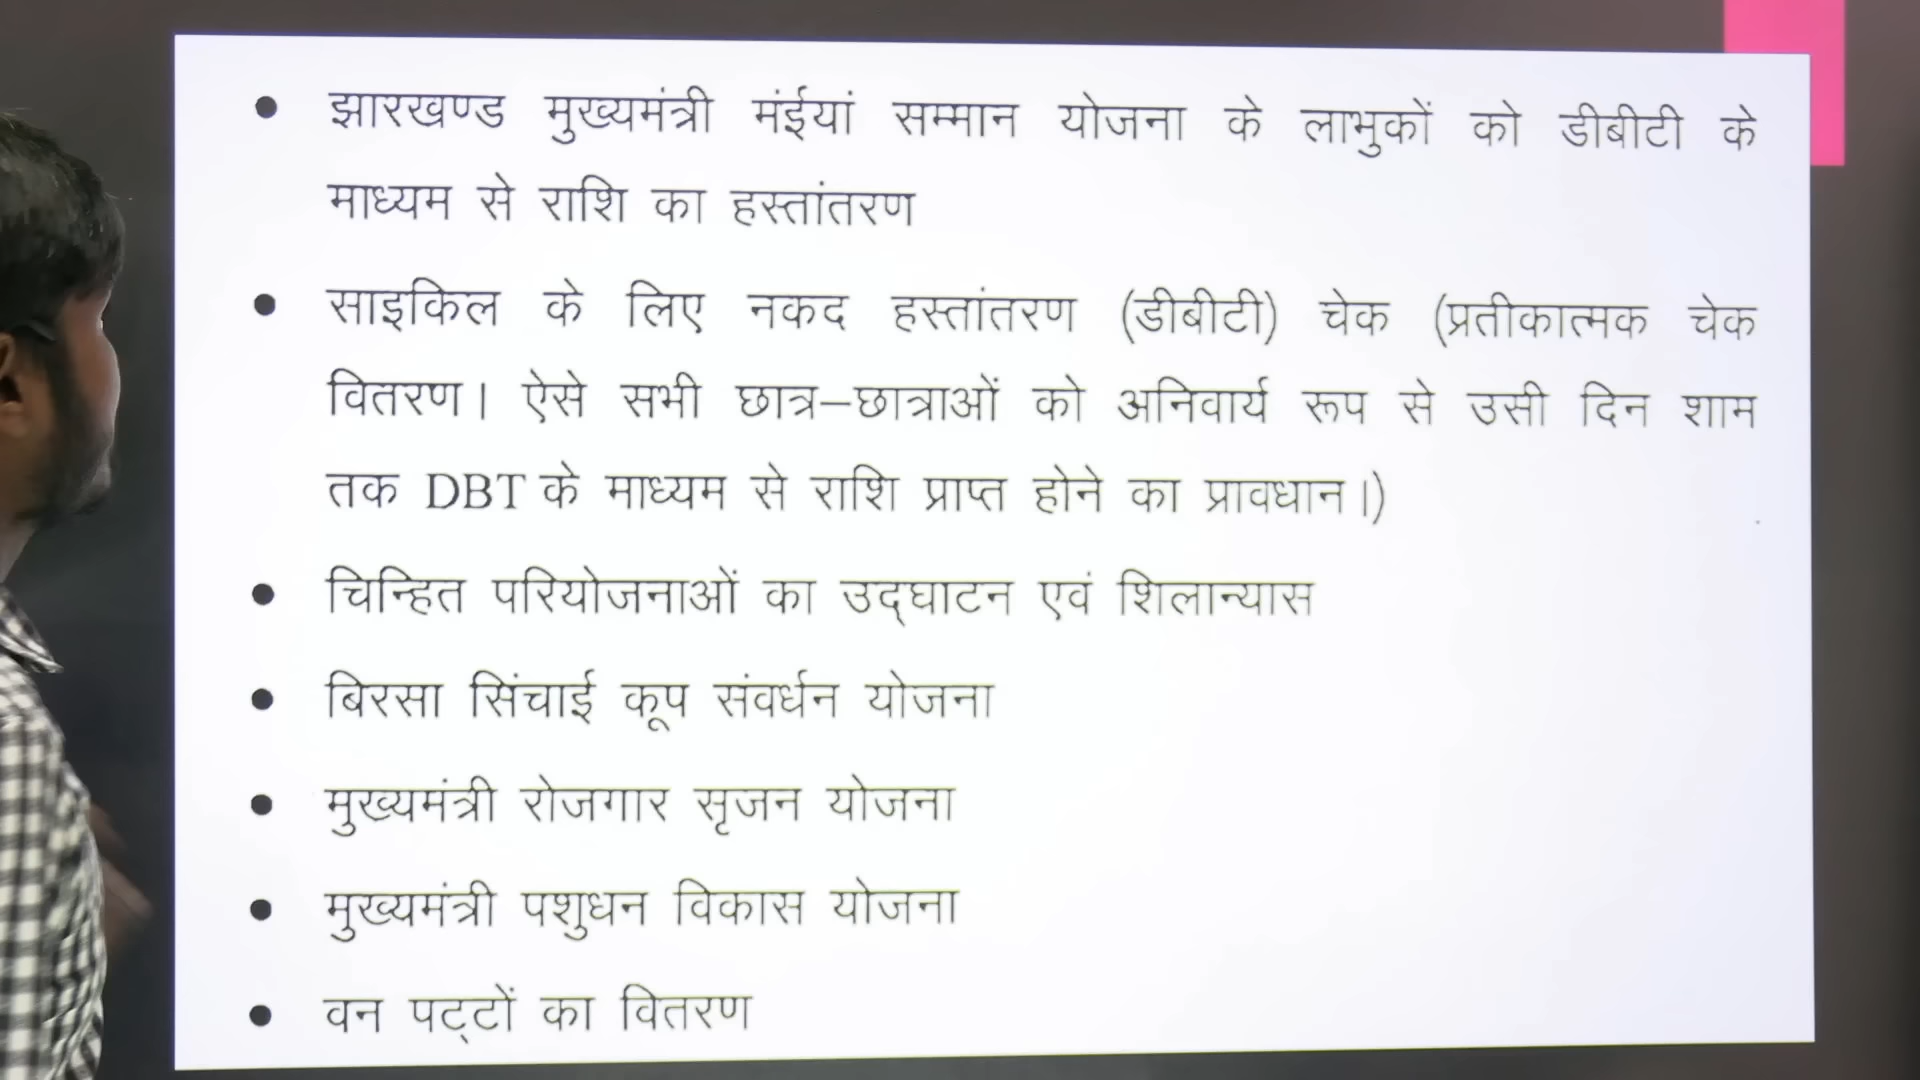 • झारखण्ड मुख्यमंत्री मंईयां सम्मान योजना के लाभुकों को डीबीटी के
माध्यम से राशि का हस्तांतरण
• साइकिल के लिए नकद हस्तांतरण (डीबीटी) चेक (प्रतीकात्मक चेक
वितरण। ऐसे सभी छात्र–छात्राओं को अनिवार्य रूप से उसी दिन शाम
तक DBT के माध्यम से राशि प्राप्त होने का प्रावधान।)
• चिन्हित परियोजनाओं का उद्घाटन एवं शिलान्यास
• बिरसा सिंचाई कूप संवर्धन योजना
• मुख्यमंत्री रोजगार सृजन योजना
• मुख्यमंत्री पशुधन विकास योजना
• वन पट्टों का वितरण